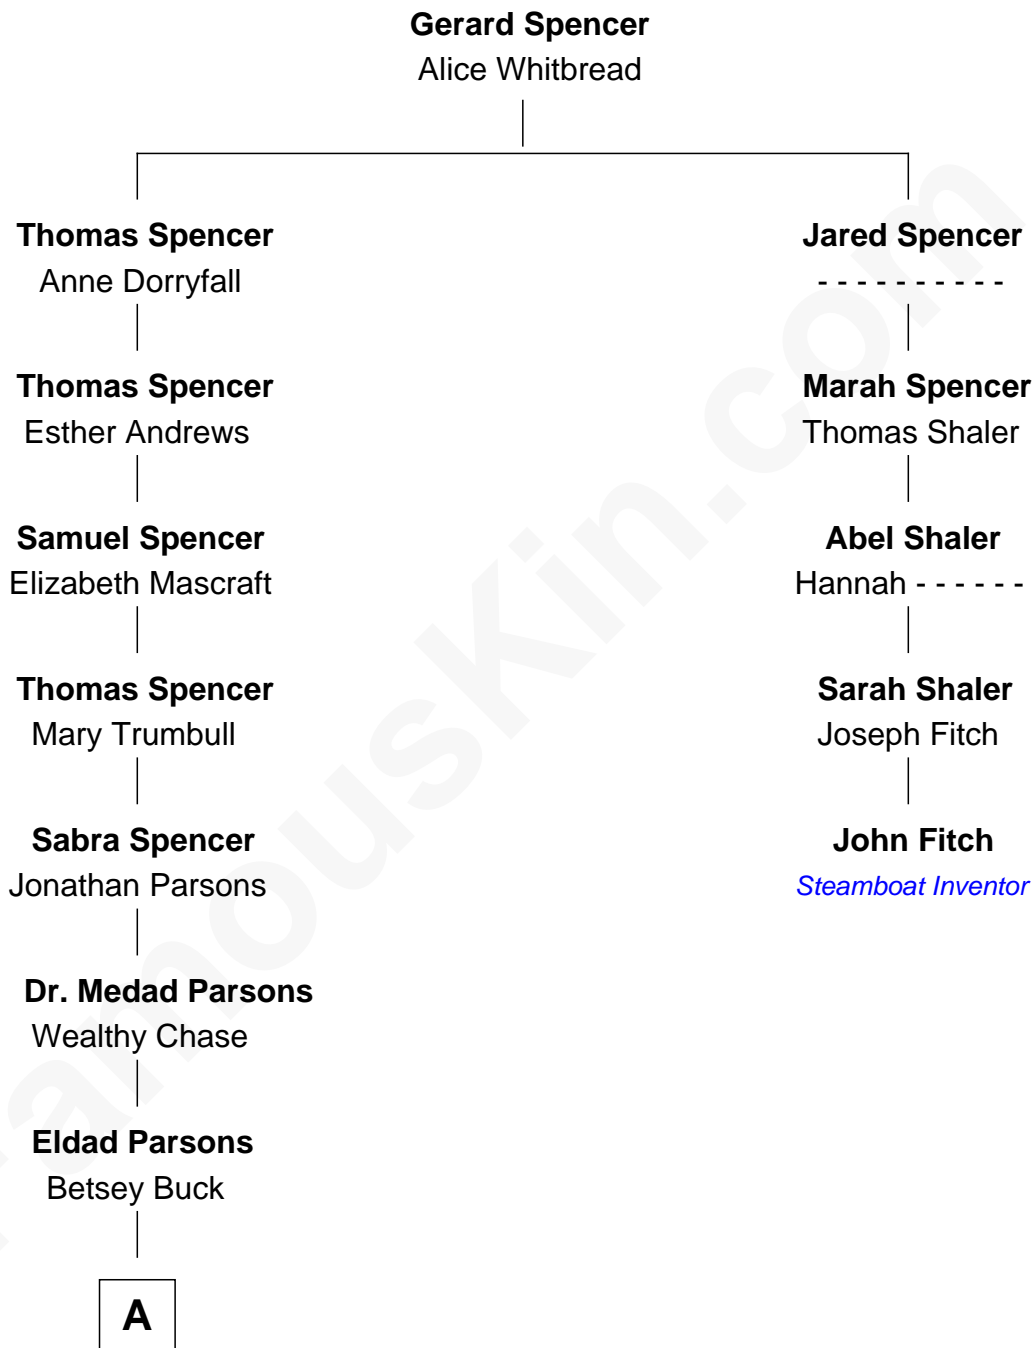 Gerard Spencer
Alice Whitbread
Thomas Spencer
Anne Dorryfall
Thomas Spencer
Esther Andrews
Samuel Spencer
Elizabeth Mascraft
Thomas Spencer
Mary Trumbull
Sabra Spencer
Jonathan Parsons
Dr. Medad Parsons
Wealthy Chase
Eldad Parsons
Betsey Buck
A
Jared Spencer
- - - - - - - - - -
Marah Spencer
Thomas Shaler
Abel Shaler
Hannah - - - - - -
Sarah Shaler
Joseph Fitch
John Fitch
Steamboat Inventor
FamousKin.com